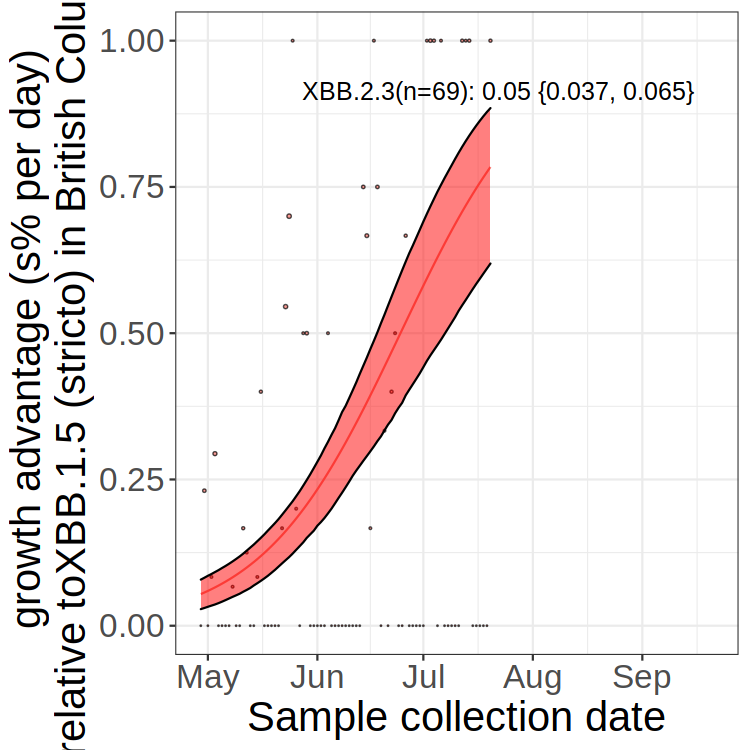 growth advantage (s% per day)
relative toXBB.1.5 (stricto) in British Colu
1.00
0.75
0.50
0.25
0.00
XBB.2.3(n=69): 0.05 {0.037, 0.065}
May Jun Jul Aug Sep
Sample collection date